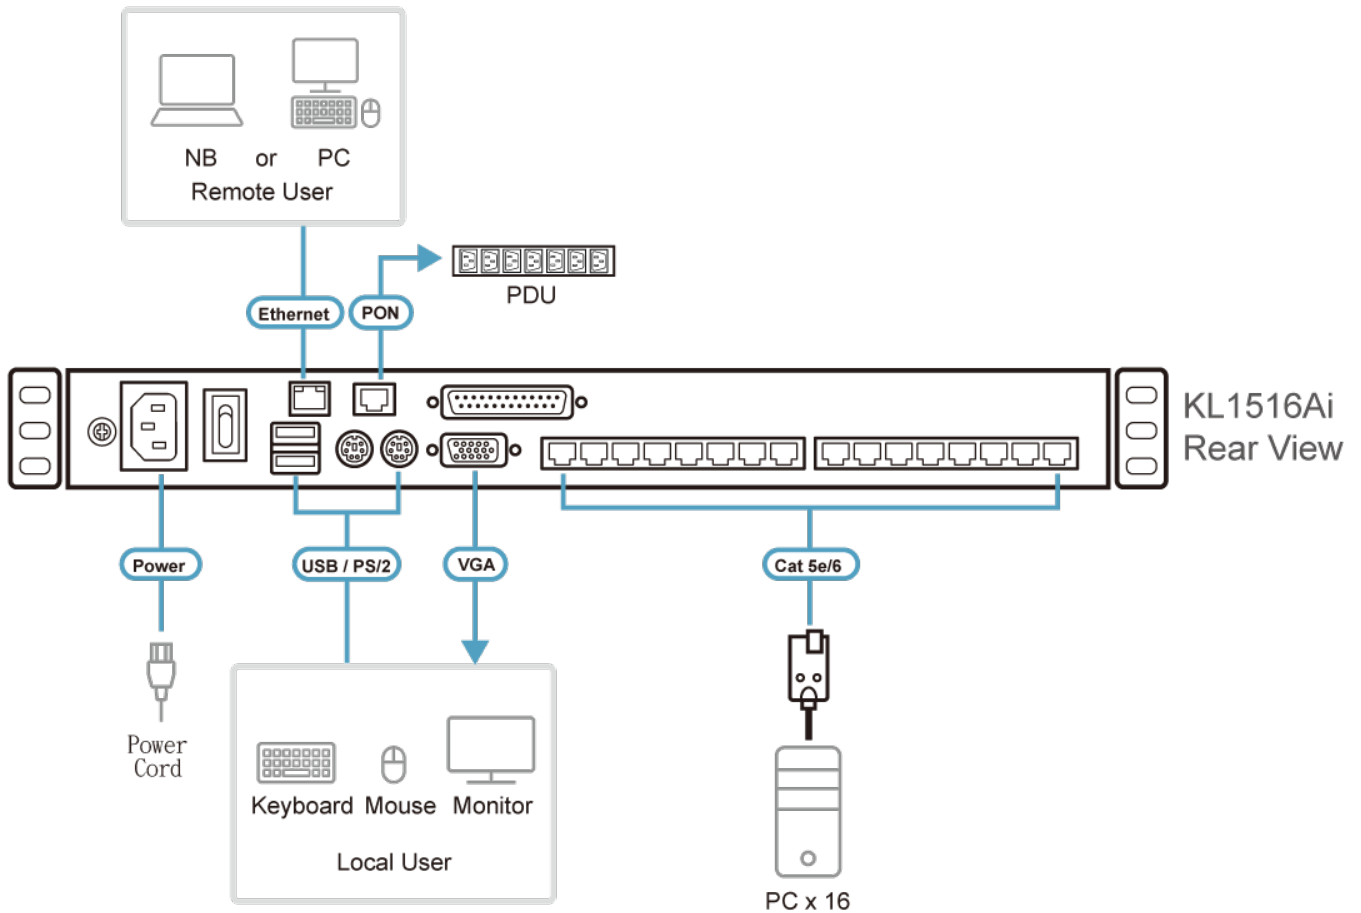 NB or PC
Remote User
PDU
Ethernet
PON
KL1516Ai
Rear View
Power
USB / PS/2
VGA
Cat 5e/6
Power
Cord
Keyboard Mouse Monitor
Local User
PC x 16